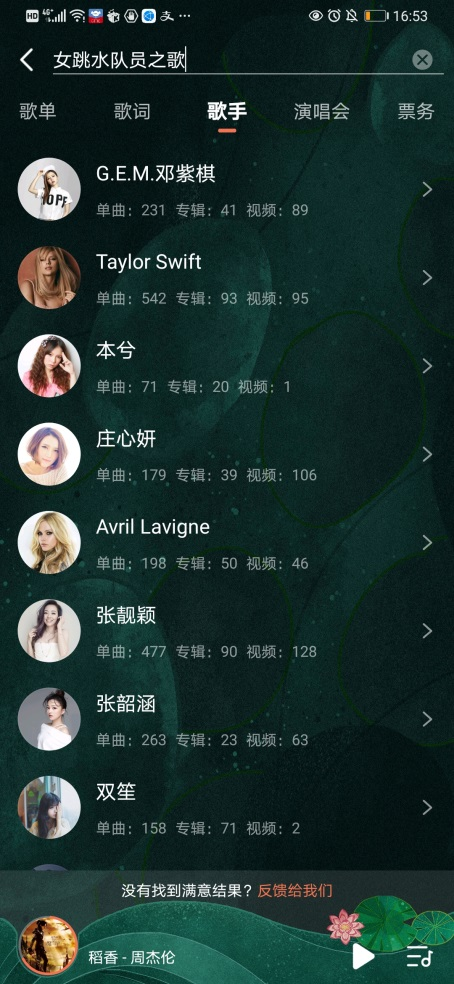 HD 4G 16:53
女跳水队员之歌
歌单 歌词 歌手 演唱会 票务
G.E.M.邓紫棋
单曲：231 专辑：41 视频：89
Taylor Swift
单曲：542 专辑：93 视频：95
本兮
单曲：71 专辑：20 视频：1
庄心妍
单曲：179 专辑：39 视频：106
Avril Lavigne
单曲：198 专辑：50 视频：46
张靓颖
单曲：477 专辑：90 视频：128
张韶涵
单曲：263 专辑：23 视频：63
双笙
单曲：158 专辑：71 视频：2
没有找到满意结果？反馈给我们
稻香 - 周杰伦